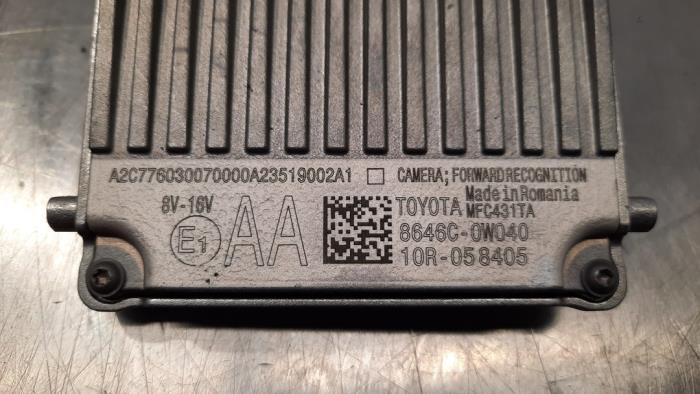 A2C776030070000A23519002A1 CAMERA; FORWARD RECOGNITION
8V-16V
E1 AA
TOYOTA Made in Romania
MFC431TA
8646C-0W040
10R-058405